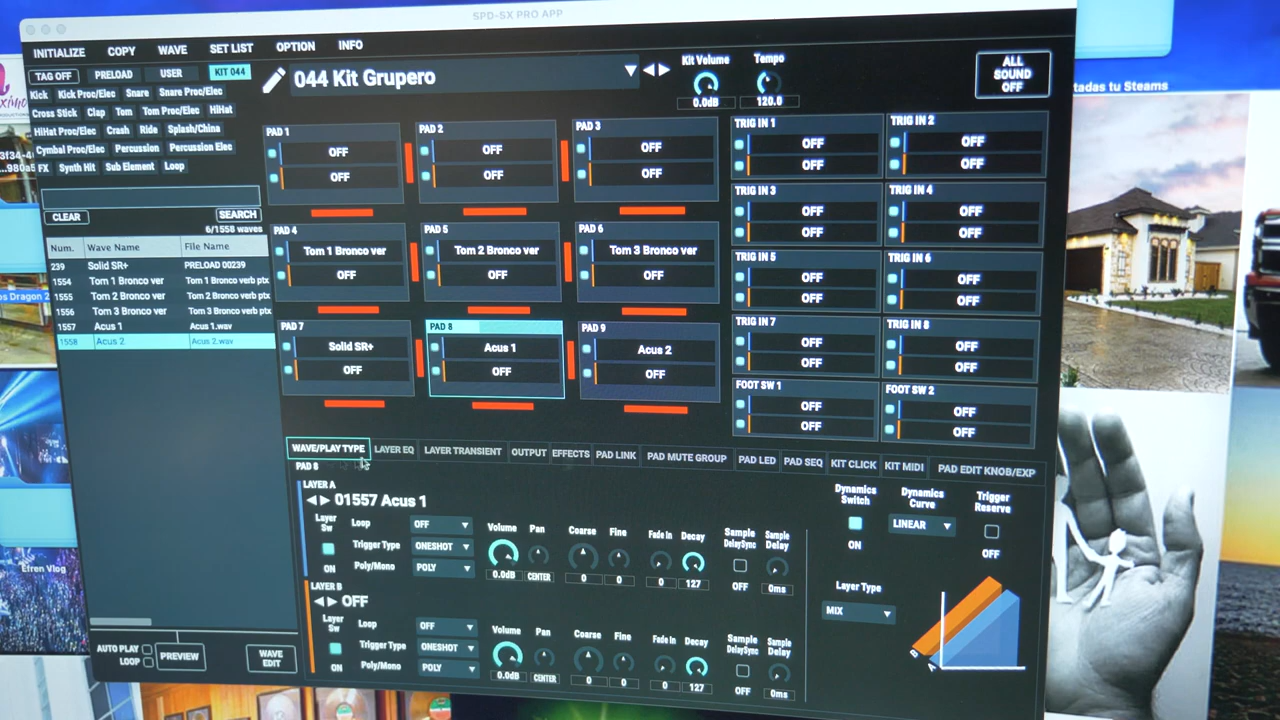 SPD-SX PRO APP
INITIALIZE COPY WAVE SET LIST OPTION INFO
TAG OFF PRELOAD USER KIT 044
Kick Kick Proc/Elec Snare Snare Proc/Elec
Cross Stick Clap Tom Tom Proc/Elec HiHat
HiHat Proc/Elec Crash Ride Splash/China
Cymbal Proc/Elec Percussion Percussion Elec
FX Synth Hit Sub Element Loop
CLEAR SEARCH
6/1558 waves
Num. Wave Name File Name
239 Solid SR+ PRELOAD 00239
1554 Tom 1 Bronco ver Tom 1 Bronco verb ptx
1555 Tom 2 Bronco ver Tom 2 Bronco verb ptx
1556 Tom 3 Bronco ver Tom 3 Bronco verb ptx
1557 Acus 1 Acus 1.wav
1558 Acus 2 Acus 2.wav
AUTO PLAY
LOOP
PREVIEW
WAVE EDIT
044 Kit Grupero
Kit Volume Tempo
0.0dB 120.0
ALL SOUND OFF
PAD 1 PAD 2 PAD 3
OFF OFF OFF
OFF OFF OFF
PAD 4 PAD 5 PAD 6
Tom 1 Bronco ver Tom 2 Bronco ver Tom 3 Bronco ver
OFF OFF OFF
PAD 7 PAD 8 PAD 9
Solid SR+ Acus 1 Acus 2
OFF OFF OFF
TRIG IN 1 TRIG IN 2
OFF OFF
OFF OFF
TRIG IN 3 TRIG IN 4
OFF OFF
OFF OFF
TRIG IN 5 TRIG IN 6
OFF OFF
OFF OFF
TRIG IN 7 TRIG IN 8
OFF OFF
OFF OFF
FOOT SW 1 FOOT SW 2
OFF OFF
OFF OFF
WAVE/PLAY TYPE LAYER EQ LAYER TRANSIENT OUTPUT EFFECTS PAD LINK PAD MUTE GROUP PAD LED PAD SEQ KIT CLICK KIT MIDI PAD EDIT KNOB/EXP
PAD 8
LAYER A
01557 Acus 1
Layer Sw Loop OFF Volume Pan Coarse Fine Fade In Decay Sample DelaySync Sample Delay
Trigger Type ONESHOT
ON Poly/Mono POLY 0.0dB CENTER 0 0 0 127 OFF 0ms
LAYER B
OFF
Layer Sw Loop OFF Volume Pan Coarse Fine Fade In Decay Sample DelaySync Sample Delay
Trigger Type ONESHOT
ON Poly/Mono POLY 0.0dB CENTER 0 0 0 127 OFF 0ms
Dynamics Switch Dynamics Curve Trigger Reserve
ON LINEAR OFF
Layer Type
MIX
B
A
tadas tu Steams
es Dragon 2
Efren Vlog